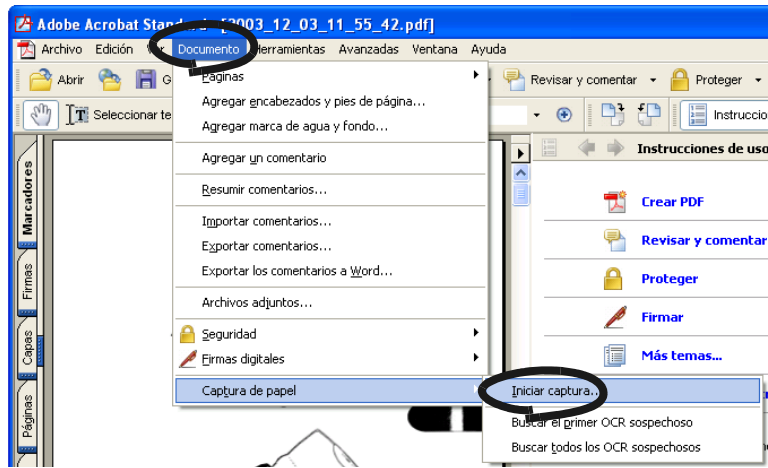 Adobe Acrobat Standard - [2003_12_03_11_55_42.pdf]
Archivo Edición Ver Documento Herramientas Avanzadas Ventana Ayuda
Abrir G Revisar y comentar Proteger
Seleccionar te Instruccio
Páginas
Agregar encabezados y pies de página...
Agregar marca de agua y fondo...
Agregar un comentario
Resumir comentarios...
Importar comentarios...
Exportar comentarios...
Exportar los comentarios a Word...
Archivos adjuntos...
Seguridad
Firmas digitales
Captura de papel
Iniciar captura...
Buscar el primer OCR sospechoso
Buscar todos los OCR sospechosos
Marcadores
Firmas
Capas
Páginas
Instrucciones de uso
Crear PDF
Revisar y comentar
Proteger
Firmar
Más temas...